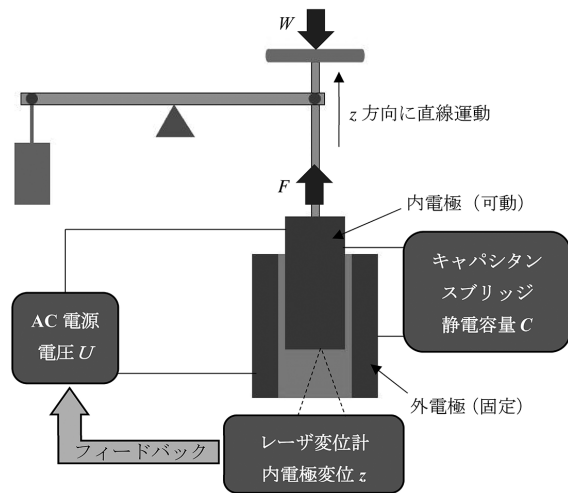 W
z 方向に直線運動
F
内電極（可動）
キャパシタン
スブリッジ
静電容量 C
AC 電源
電圧 U
外電極 (固定)
フィードバック
レーザ変位計
内電極変位 z